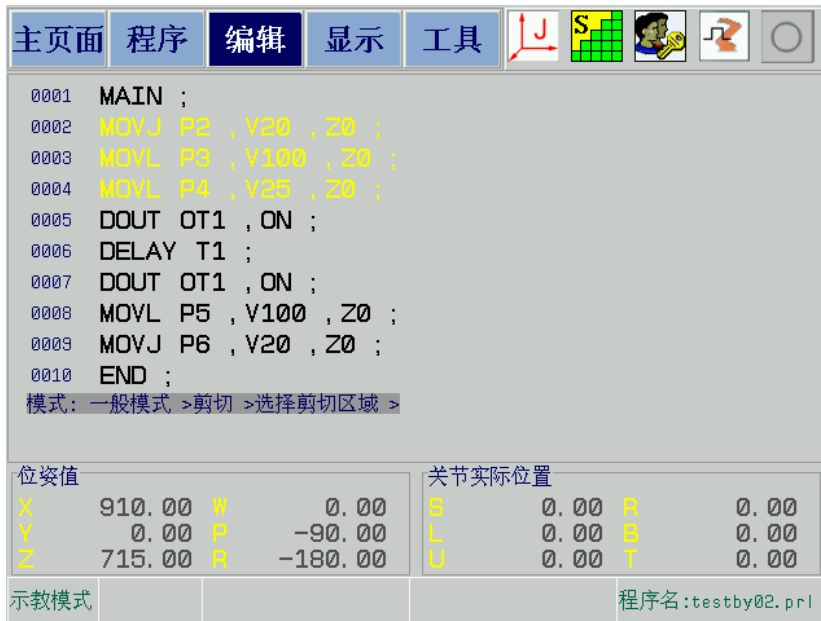 主页面 程序 编辑 显示 工具 J S
0001 MAIN ;
0002 MOVJ P2 , V20 , Z0 ;
0003 MOVL P3 , V100 , Z0 ;
0004 MOVL P4 , V25 , Z0 ;
0005 DOUT OT1 , ON ;
0006 DELAY T1 ;
0007 DOUT OT1 , ON ;
0008 MOVL P5 , V100 , Z0 ;
0009 MOVJ P6 , V20 , Z0 ;
0010 END ;
模式: 一般模式 >剪切 >选择剪切区域 >
位姿值 关节实际位置
X 910.00 W 0.00 S 0.00 R 0.00
Y 0.00 P -90.00 L 0.00 B 0.00
Z 715.00 R -180.00 U 0.00 T 0.00
示教模式 程序名:testby02.prl